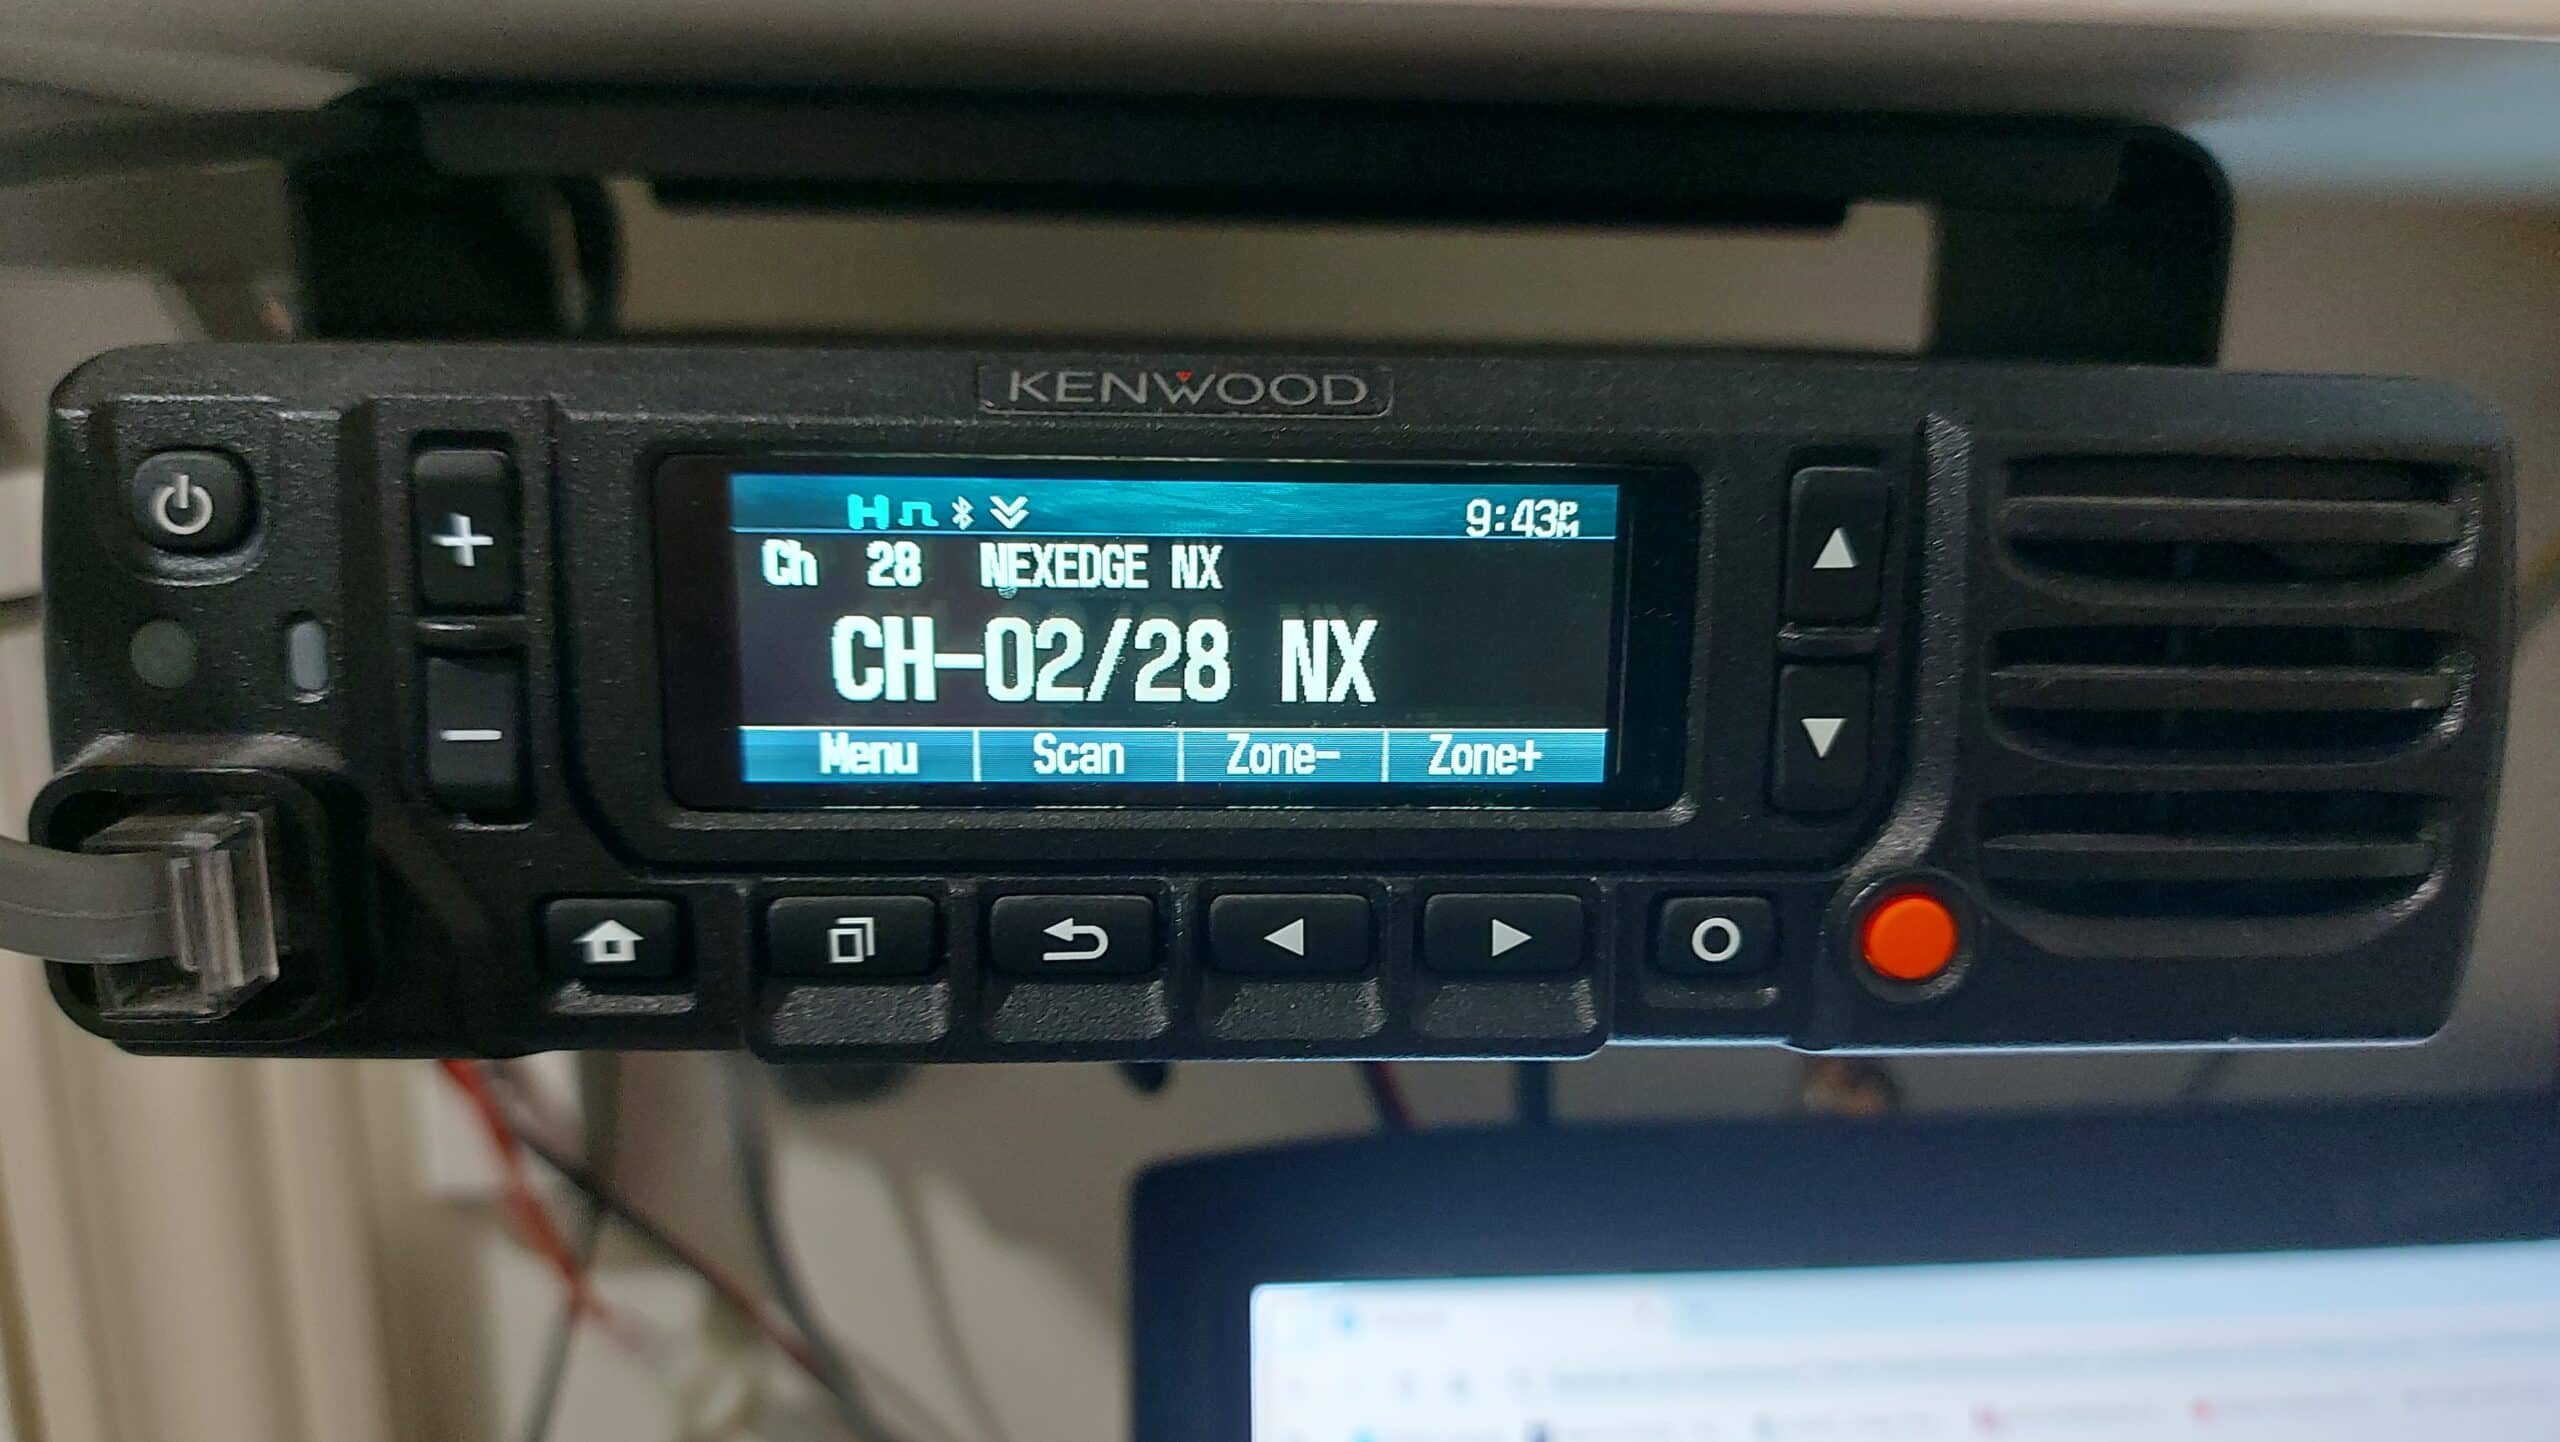 KENWOOD
H 9:43PM
Ch 28 NEXEDGE NX
CH-02/28 NX
Menu Scan Zone- Zone+